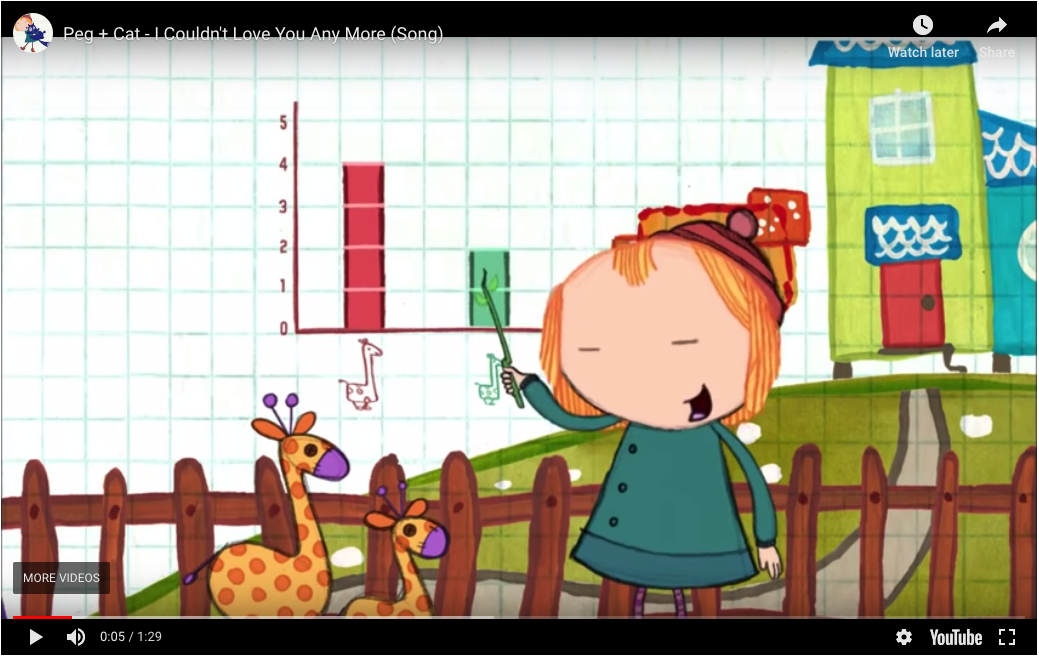 Peg + Cat - I Couldn't Love You Any More (Song)
Watch later
Share
5
4
3
2
1
0
MORE VIDEOS
0:05 / 1:29
YouTube